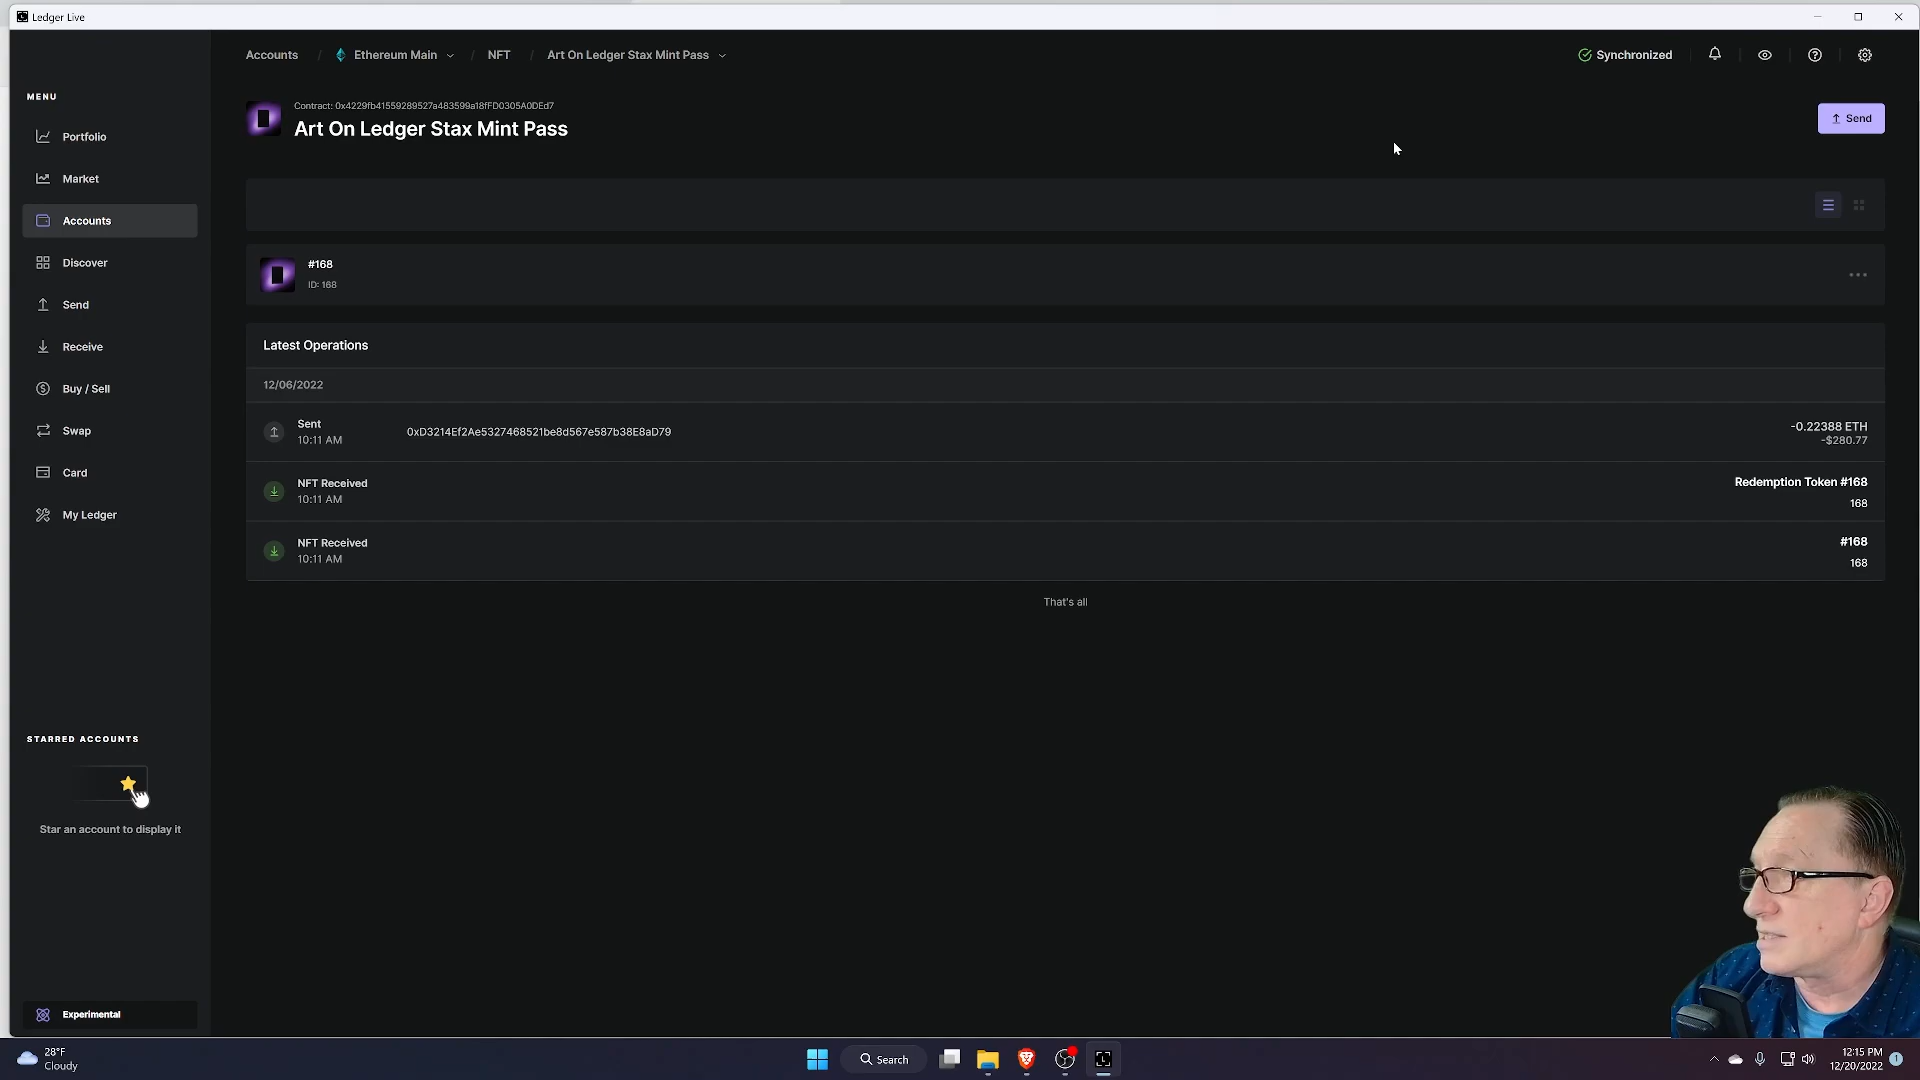 Ledger Live
Accounts / Ethereum Main / NFT / Art On Ledger Stax Mint Pass
Synchronized
MENU
Portfolio
Market
Accounts
Discover
Send
Receive
Buy / Sell
Swap
Card
My Ledger
STARRED ACCOUNTS
Star an account to display it
Experimental
Contract: 0x4229fb41559289527a483599a18fFD0305A0DEd7
Art On Ledger Stax Mint Pass
Send
#168
ID: 168
Latest Operations
12/06/2022
Sent
10:11 AM
0xD3214Ef2Ae5327468521be8d567e587b38E8aD79
-0.22388 ETH
-$280.77
NFT Received
10:11 AM
Redemption Token #168
168
NFT Received
10:11 AM
#168
168
That's all
28°F
Cloudy
Search
12:15 PM
12/20/2022
1